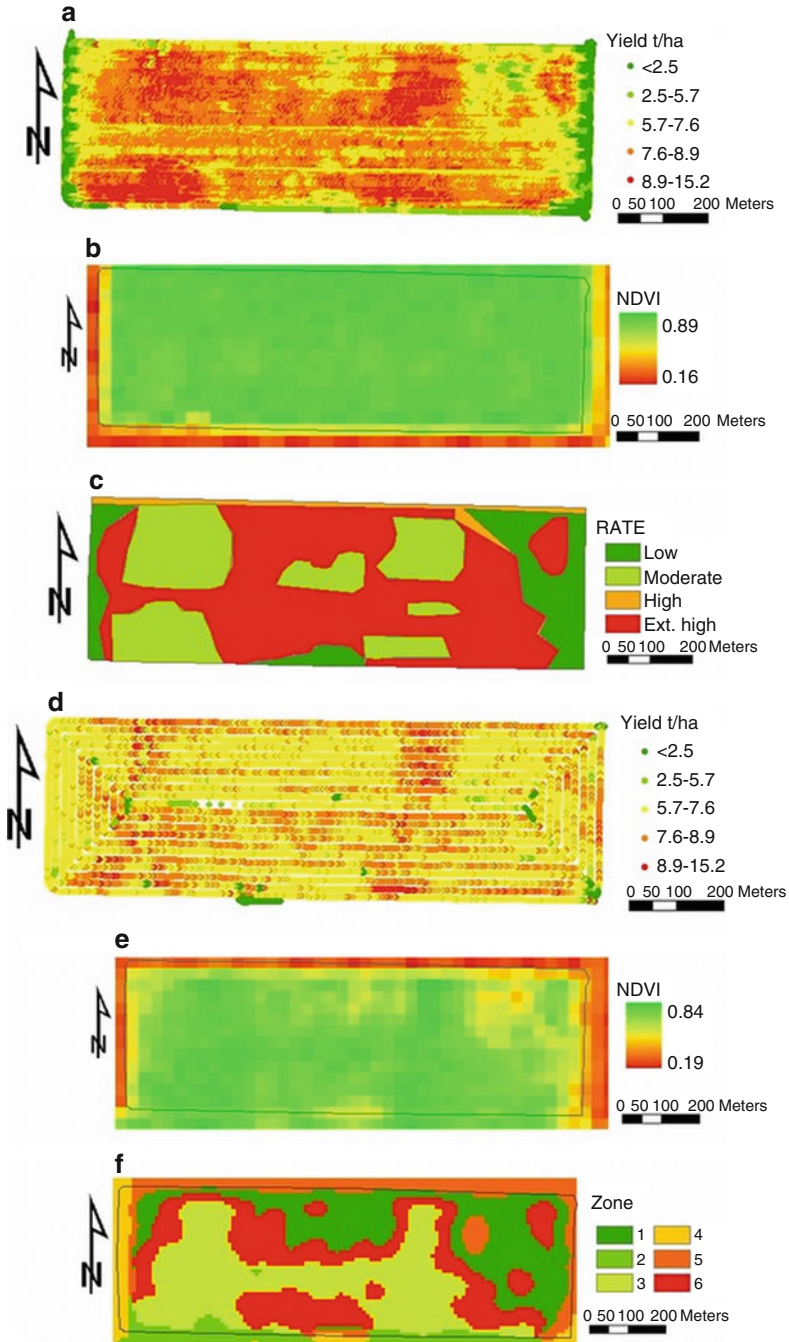 a
N
Yield t/ha
<2.5
2.5-5.7
5.7-7.6
7.6-8.9
8.9-15.2
0 50 100 200 Meters
b
N
NDVI
0.89
0.16
0 50 100 200 Meters
c
N
RATE
Low
Moderate
High
Ext. high
0 50 100 200 Meters
d
N
Yield t/ha
<2.5
2.5-5.7
5.7-7.6
7.6-8.9
8.9-15.2
0 50 100 200 Meters
e
N
NDVI
0.84
0.19
0 50 100 200 Meters
f
N
Zone
1 4
2 5
3 6
0 50 100 200 Meters